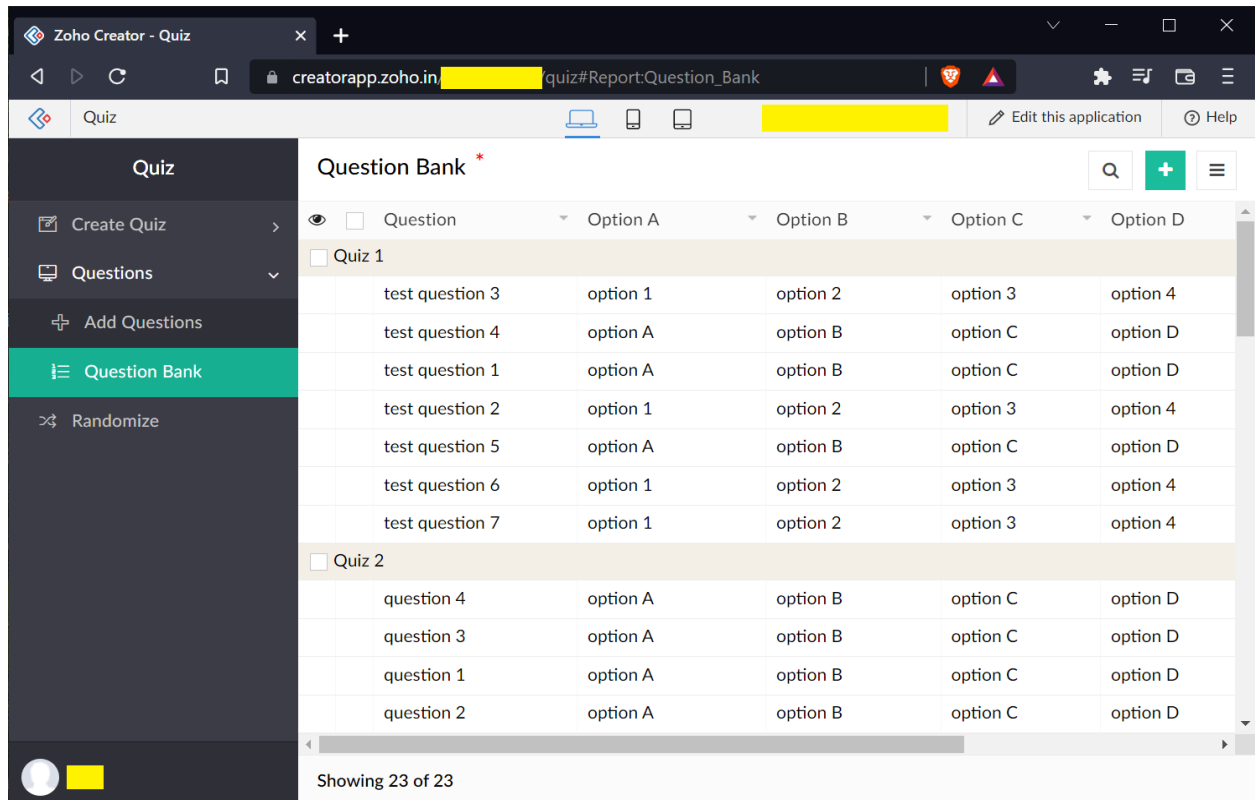 Zoho Creator - Quiz
creatorapp.zoho.in/ /quiz#Report:Question_Bank
Quiz Edit this application Help
Quiz
Create Quiz
Questions
Add Questions
Question Bank
Randomize
Question Bank *
Question Option A Option B Option C Option D
Quiz 1
test question 3 option 1 option 2 option 3 option 4
test question 4 option A option B option C option D
test question 1 option A option B option C option D
test question 2 option 1 option 2 option 3 option 4
test question 5 option A option B option C option D
test question 6 option 1 option 2 option 3 option 4
test question 7 option 1 option 2 option 3 option 4
Quiz 2
question 4 option A option B option C option D
question 3 option A option B option C option D
question 1 option A option B option C option D
question 2 option A option B option C option D
Showing 23 of 23